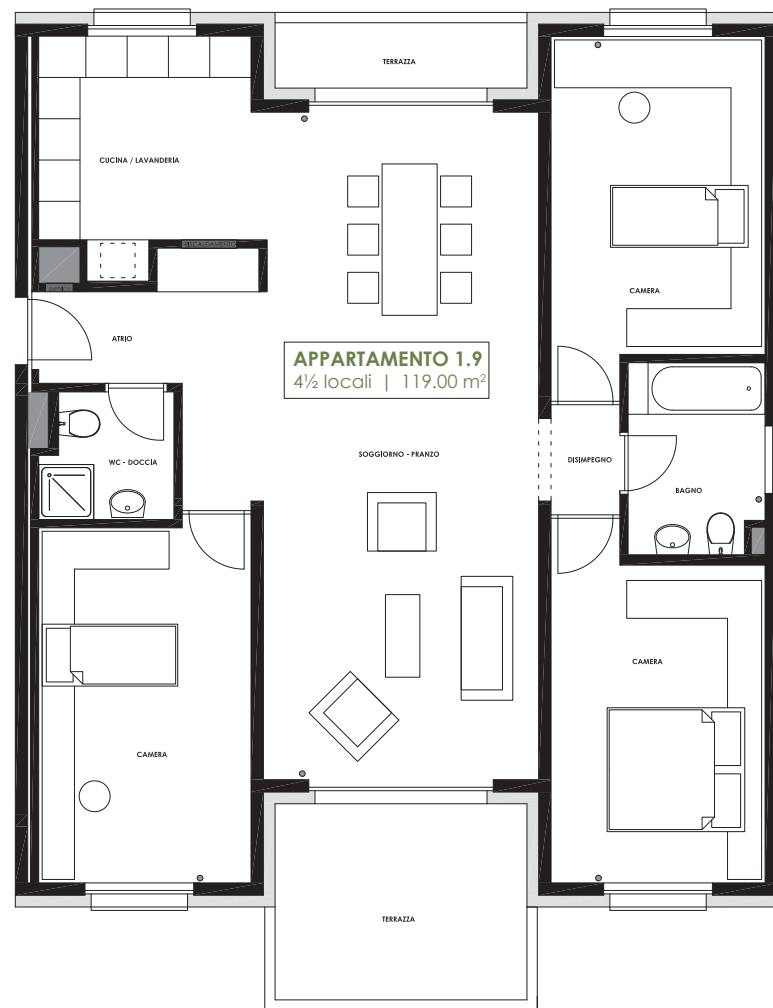 TERRAZZA
CUCINA / LAVANDERIA
CAMERA
ATRIO
APPARTAMENTO 1.9
4½ locali | 119.00 m²
SOGGIORNO - PRANZO
DISIMPEGNO
WC - DOCCIA
BAGNO
CAMERA
CAMERA
TERRAZZA